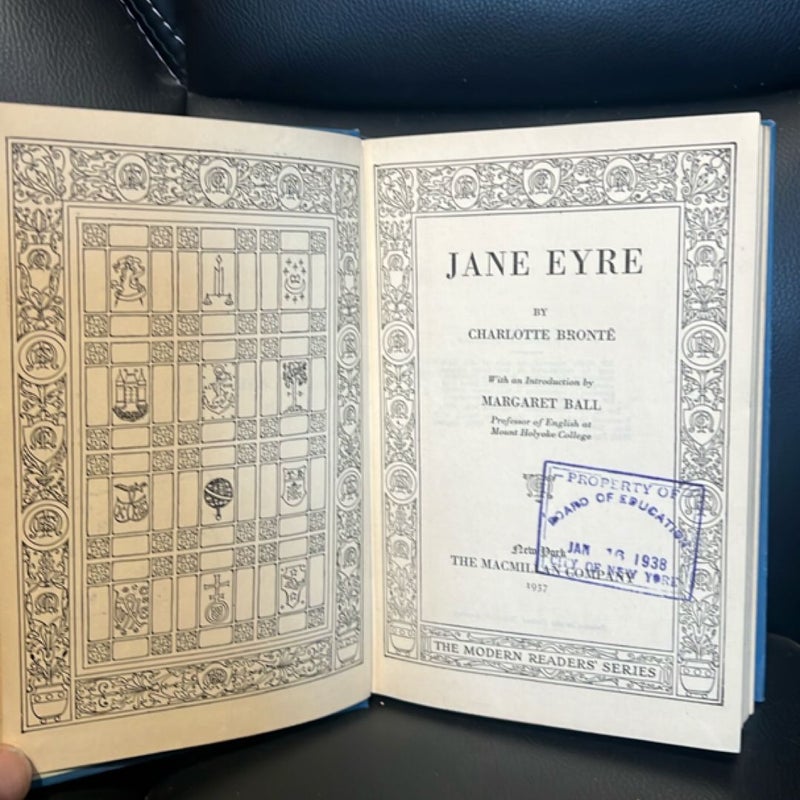 JANE EYRE
BY
CHARLOTTE BRONTË
With an Introduction by
MARGARET BALL
Professor of English at
Mount Holyoke College
PROPERTY OF
BOARD OF EDUCATION
JAN 16 1938
CITY OF NEW YORK
New York
THE MACMILLAN COMPANY
1937
THE MODERN READERS' SERIES